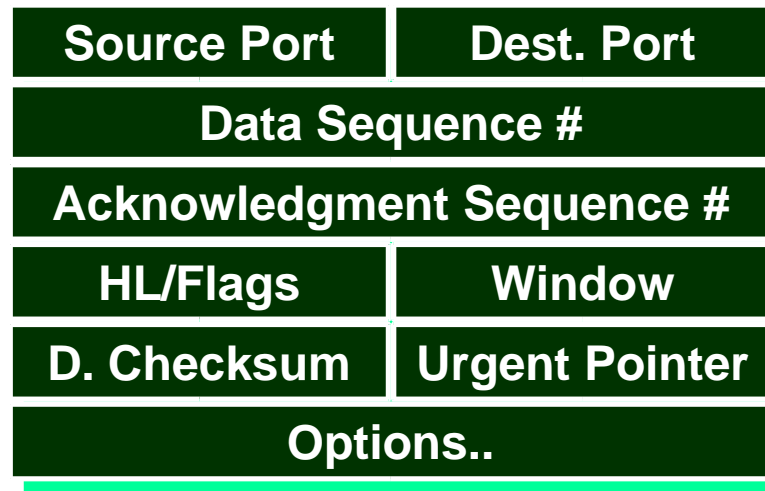 Source Port Dest. Port
Data Sequence #
Acknowledgment Sequence #
HL/Flags Window
D. Checksum Urgent Pointer
Options..